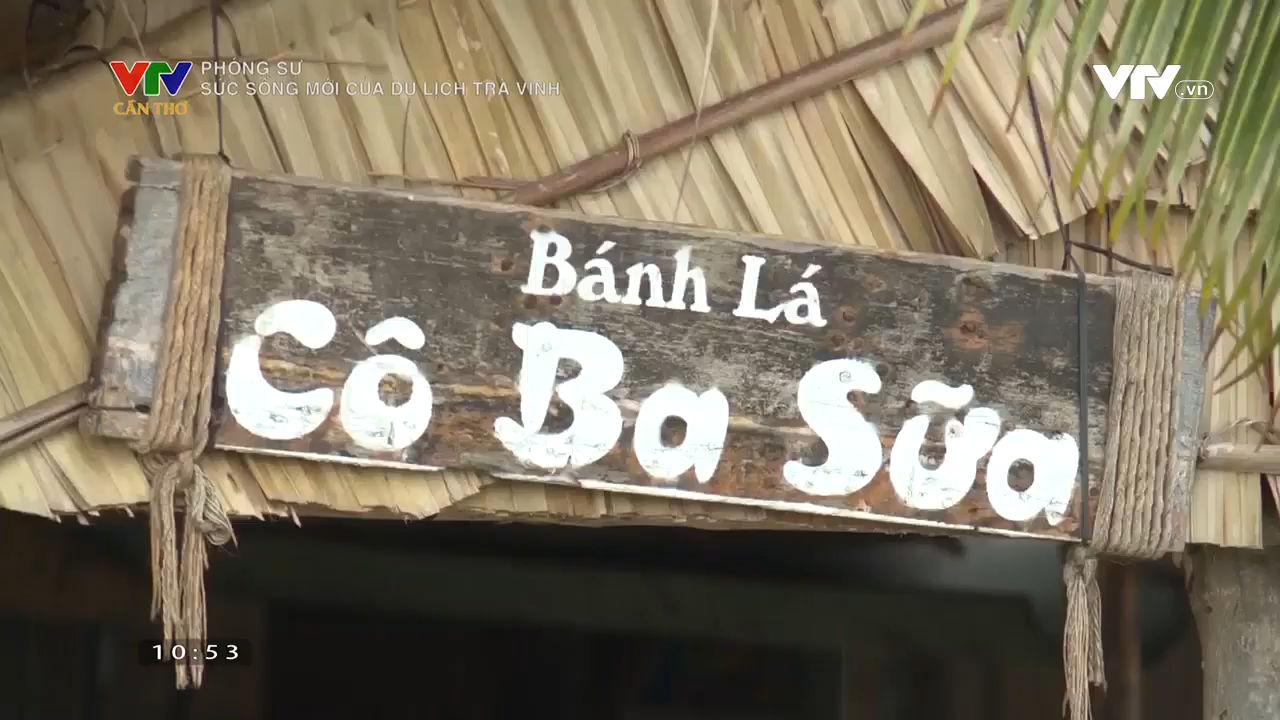 VTV
CẦN THƠ
PHÓNG SỰ
SỨC SỐNG MỚI CỦA DU LỊCH TRÀ VINH
VTV.vn
Bánh Lá
Cô Ba Sữa
10:53